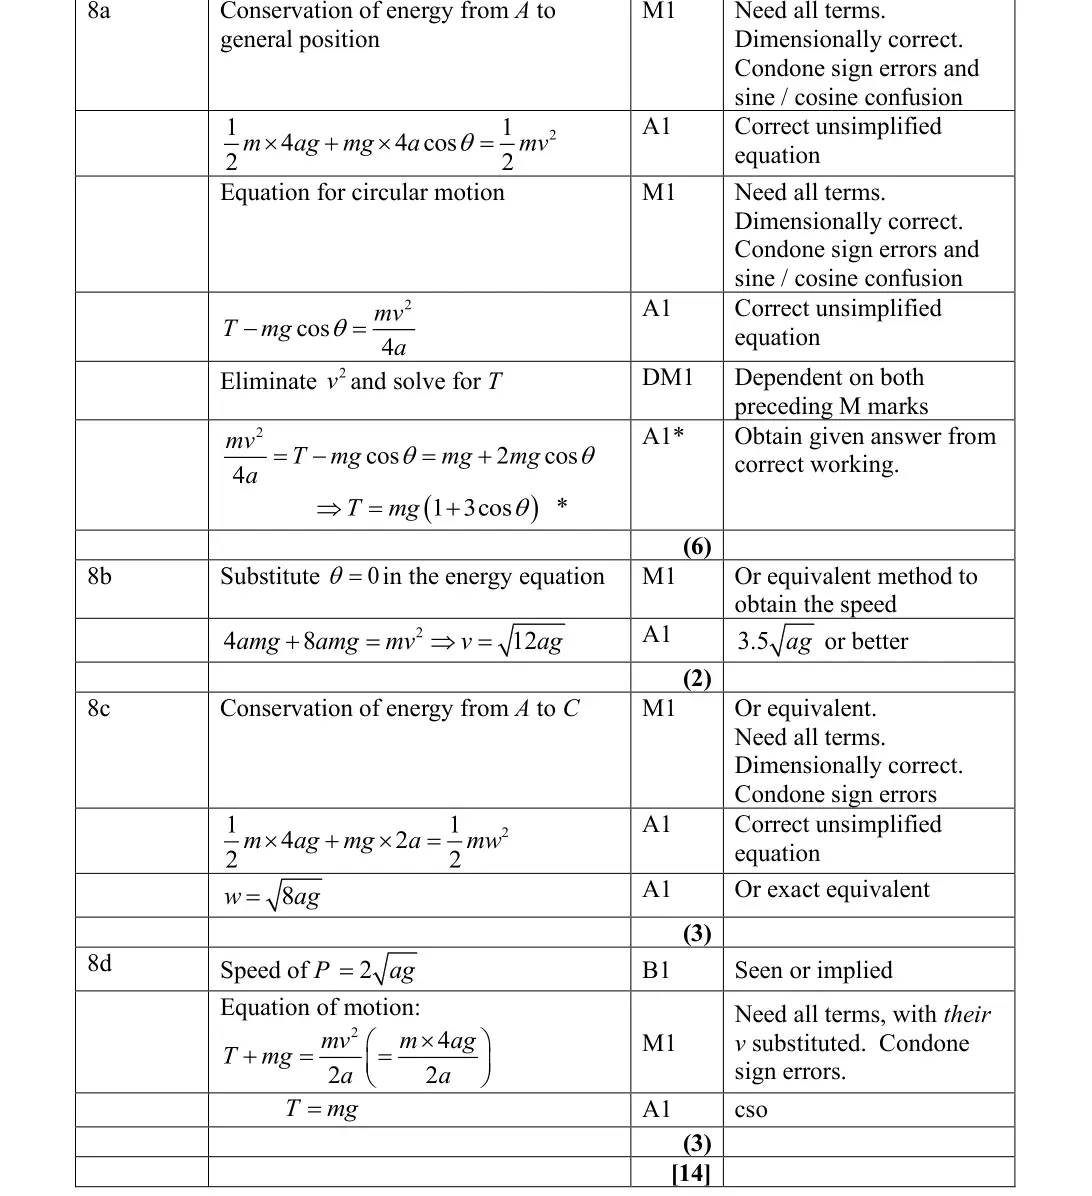 8a Conservation of energy from A to M1 Need all terms.
general position Dimensionally correct.
Condone sign errors and
sine / cosine confusion
1/2 m×4ag + mg×4a cos θ = 1/2 mv² A1 Correct unsimplified
equation
Equation for circular motion M1 Need all terms.
Dimensionally correct.
Condone sign errors and
sine / cosine confusion
T − mg cos θ = mv²/4a A1 Correct unsimplified
equation
Eliminate v² and solve for T DM1 Dependent on both
preceding M marks
mv²/4a = T − mg cos θ = mg + 2mg cos θ A1* Obtain given answer from
correct working.
⇒ T = mg(1+3cos θ) *
(6)
8b Substitute θ = 0 in the energy equation M1 Or equivalent method to
obtain the speed
4amg + 8amg = mv² ⇒ v = √12ag A1 3.5√ag or better
(2)
8c Conservation of energy from A to C M1 Or equivalent.
Need all terms.
Dimensionally correct.
Condone sign errors
1/2 m×4ag + mg×2a = 1/2 mw² A1 Correct unsimplified
equation
w = √8ag A1 Or exact equivalent
(3)
8d Speed of P = 2√ag B1 Seen or implied
Equation of motion:
T + mg = mv²/2a (= m×4ag/2a) M1 Need all terms, with their
v substituted. Condone
sign errors.
T = mg A1 cso
(3)
[14]